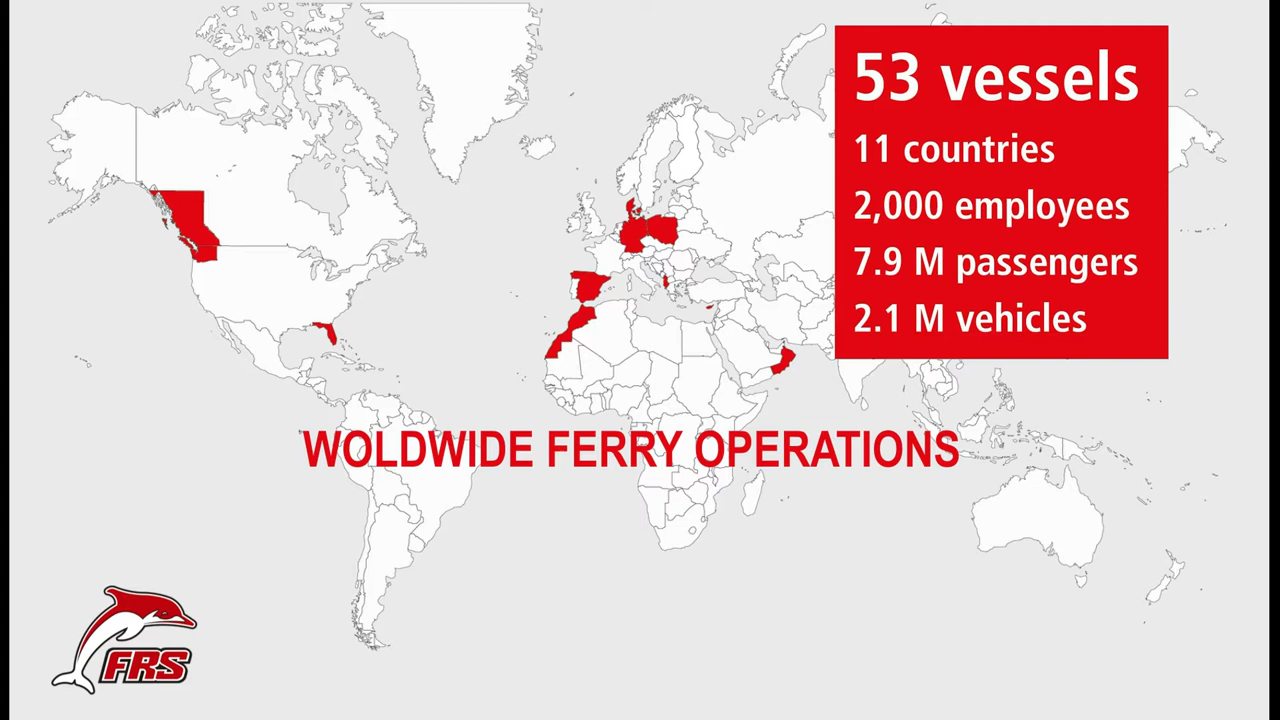 53 vessels
11 countries
2,000 employees
7.9 M passengers
2.1 M vehicles
WOLDWIDE FERRY OPERATIONS
FRS